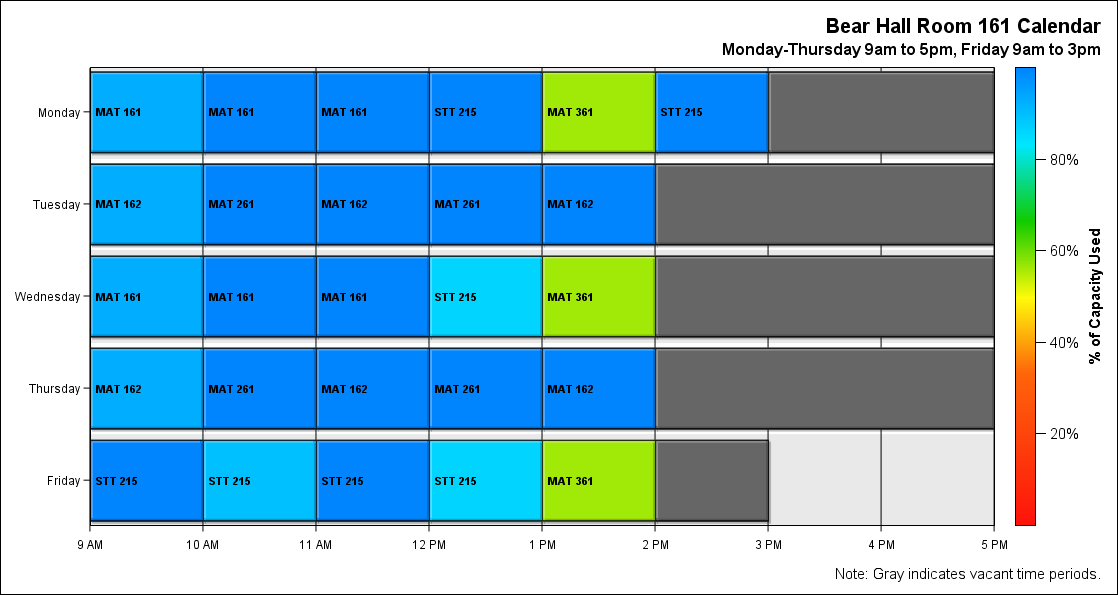 Bear Hall Room 161 Calendar
Monday-Thursday 9am to 5pm, Friday 9am to 3pm
Monday MAT 161 MAT 161 MAT 161 STT 215 MAT 361 STT 215
Tuesday MAT 162 MAT 261 MAT 162 MAT 261 MAT 162
Wednesday MAT 161 MAT 161 MAT 161 STT 215 MAT 361
Thursday MAT 162 MAT 261 MAT 162 MAT 261 MAT 162
Friday STT 215 STT 215 STT 215 STT 215 MAT 361
9 AM 10 AM 11 AM 12 PM 1 PM 2 PM 3 PM 4 PM 5 PM
80%
60%
40%
20%
% of Capacity Used
Note: Gray indicates vacant time periods.